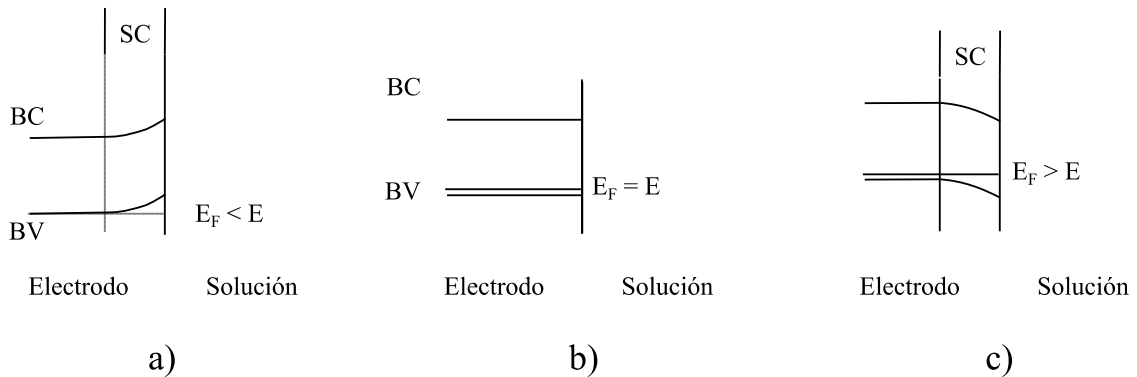 SC
BC
BV
E_F < E
Electrodo Solución
a)
BC
BV
E_F = E
Electrodo Solución
b)
SC
E_F > E
Electrodo Solución
c)